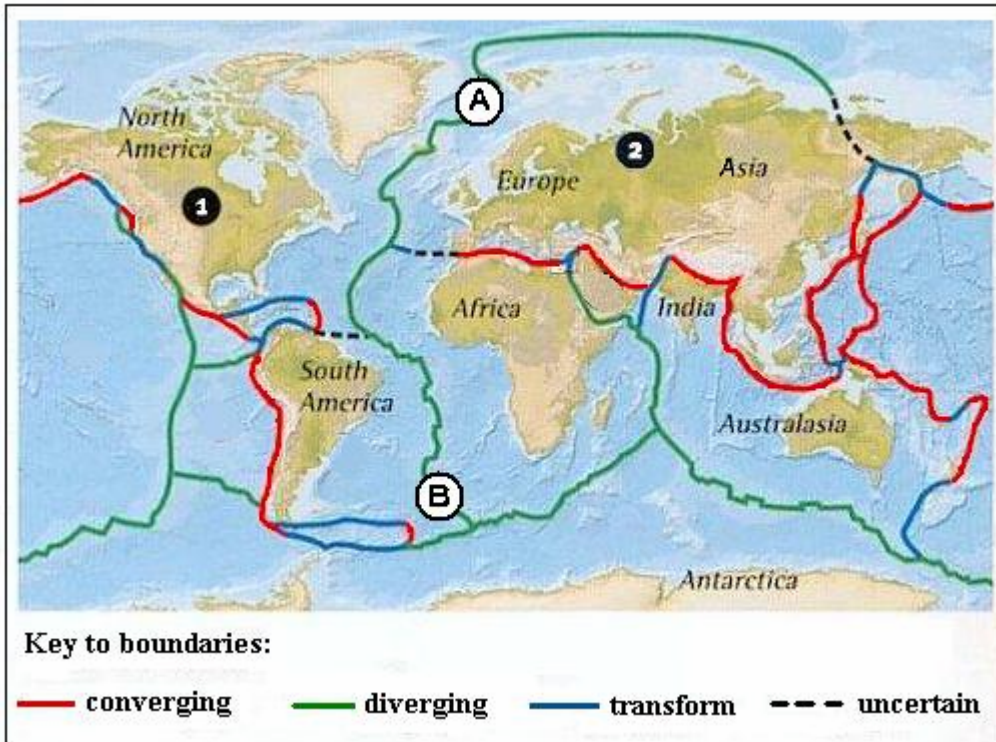 A
North
America
2
Europe
Asia
1
Africa
India
South
America
Australasia
B
Antarctica
Key to boundaries:
converging
diverging
transform
uncertain